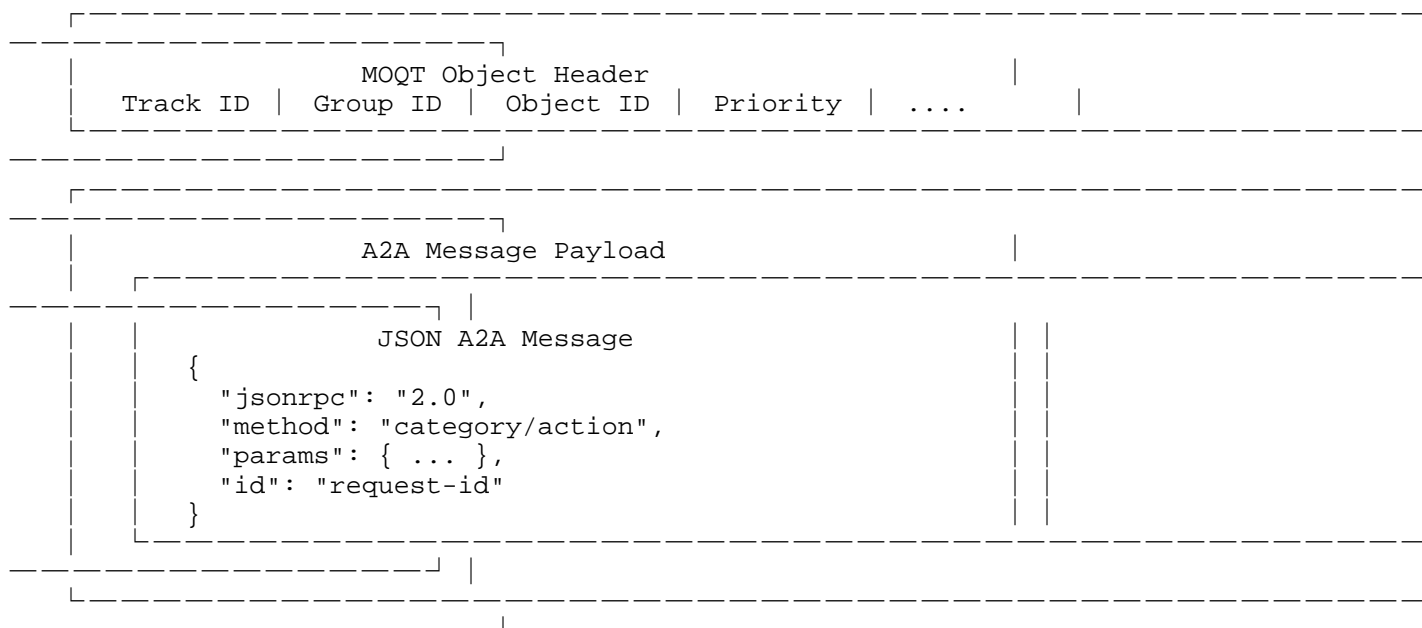 MOQT Object Header
Track ID | Group ID | Object ID | Priority | ....
A2A Message Payload
JSON A2A Message
{
"jsonrpc": "2.0",
"method": "category/action",
"params": { ... },
"id": "request-id"
}